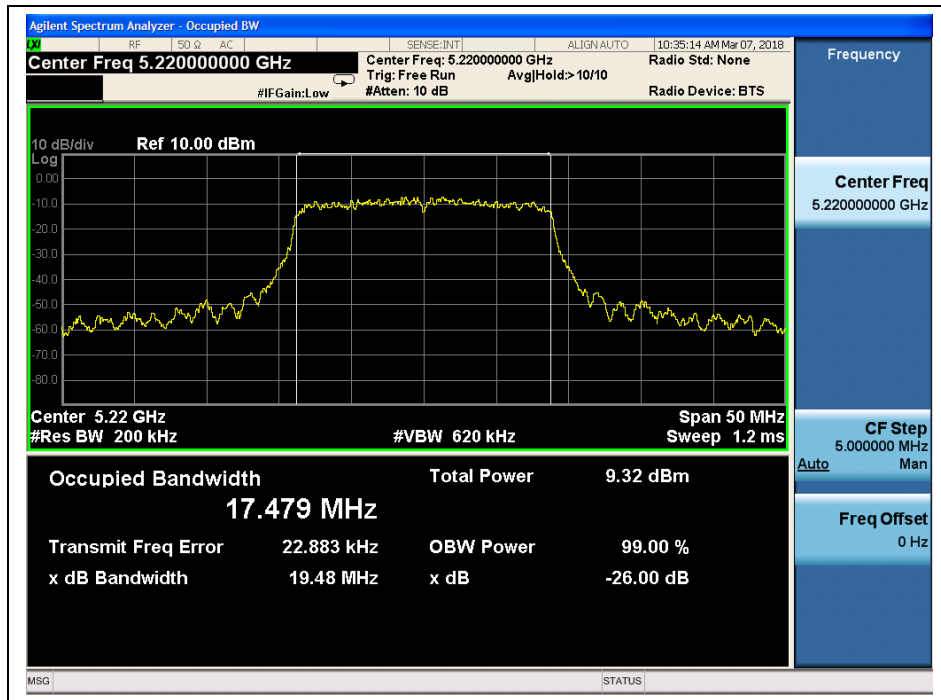 Agilent Spectrum Analyzer - Occupied BW
LXI RF 50 Ω AC SENSE:INT ALIGN AUTO 10:35:14 AM Mar 07, 2018
Center Freq 5.220000000 GHz
#IFGain:Low
Center Freq: 5.220000000 GHz
Trig: Free Run Avg|Hold:>10/10
#Atten: 10 dB
Radio Std: None
Radio Device: BTS
10 dB/div Ref 10.00 dBm
Log
0.00
-10.0
-20.0
-30.0
-40.0
-50.0
-60.0
-70.0
-80.0
Center 5.22 GHz Span 50 MHz
#Res BW 200 kHz #VBW 620 kHz Sweep 1.2 ms
Occupied Bandwidth Total Power 9.32 dBm
17.479 MHz
Transmit Freq Error 22.883 kHz OBW Power 99.00 %
x dB Bandwidth 19.48 MHz x dB -26.00 dB
MSG STATUS
Frequency
Center Freq
5.220000000 GHz
CF Step
5.000000 MHz
Auto Man
Freq Offset
0 Hz